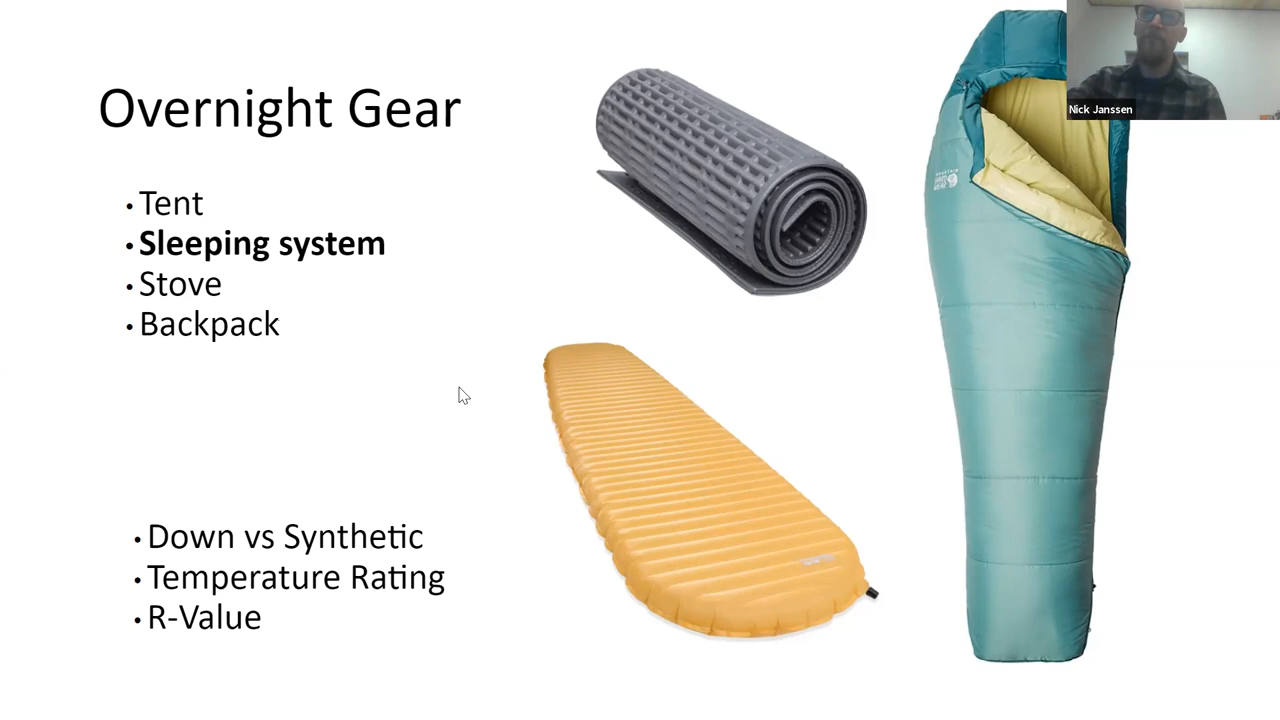 Overnight Gear
• Tent
• Sleeping system
• Stove
• Backpack
• Down vs Synthetic
• Temperature Rating
• R-Value
Nick Janssen